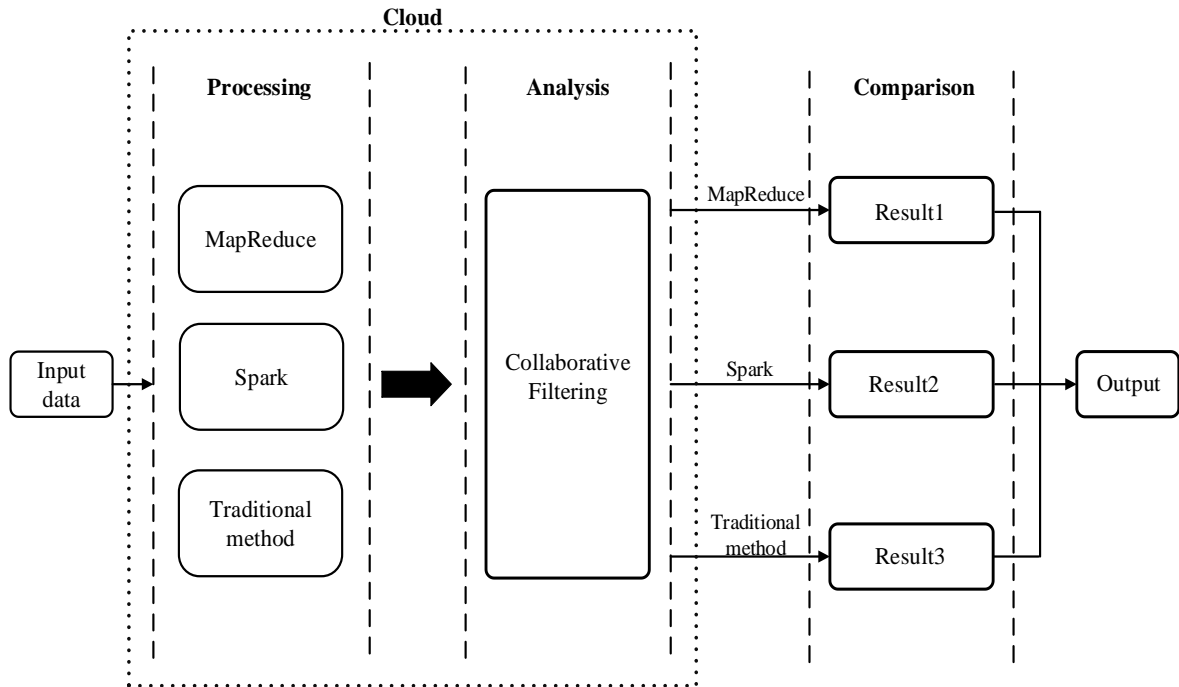 Cloud
Processing
Analysis
Comparison
MapReduce
Spark
Traditional
method
Input
data
Collaborative
Filtering
MapReduce
Spark
Traditional
method
Result1
Result2
Result3
Output